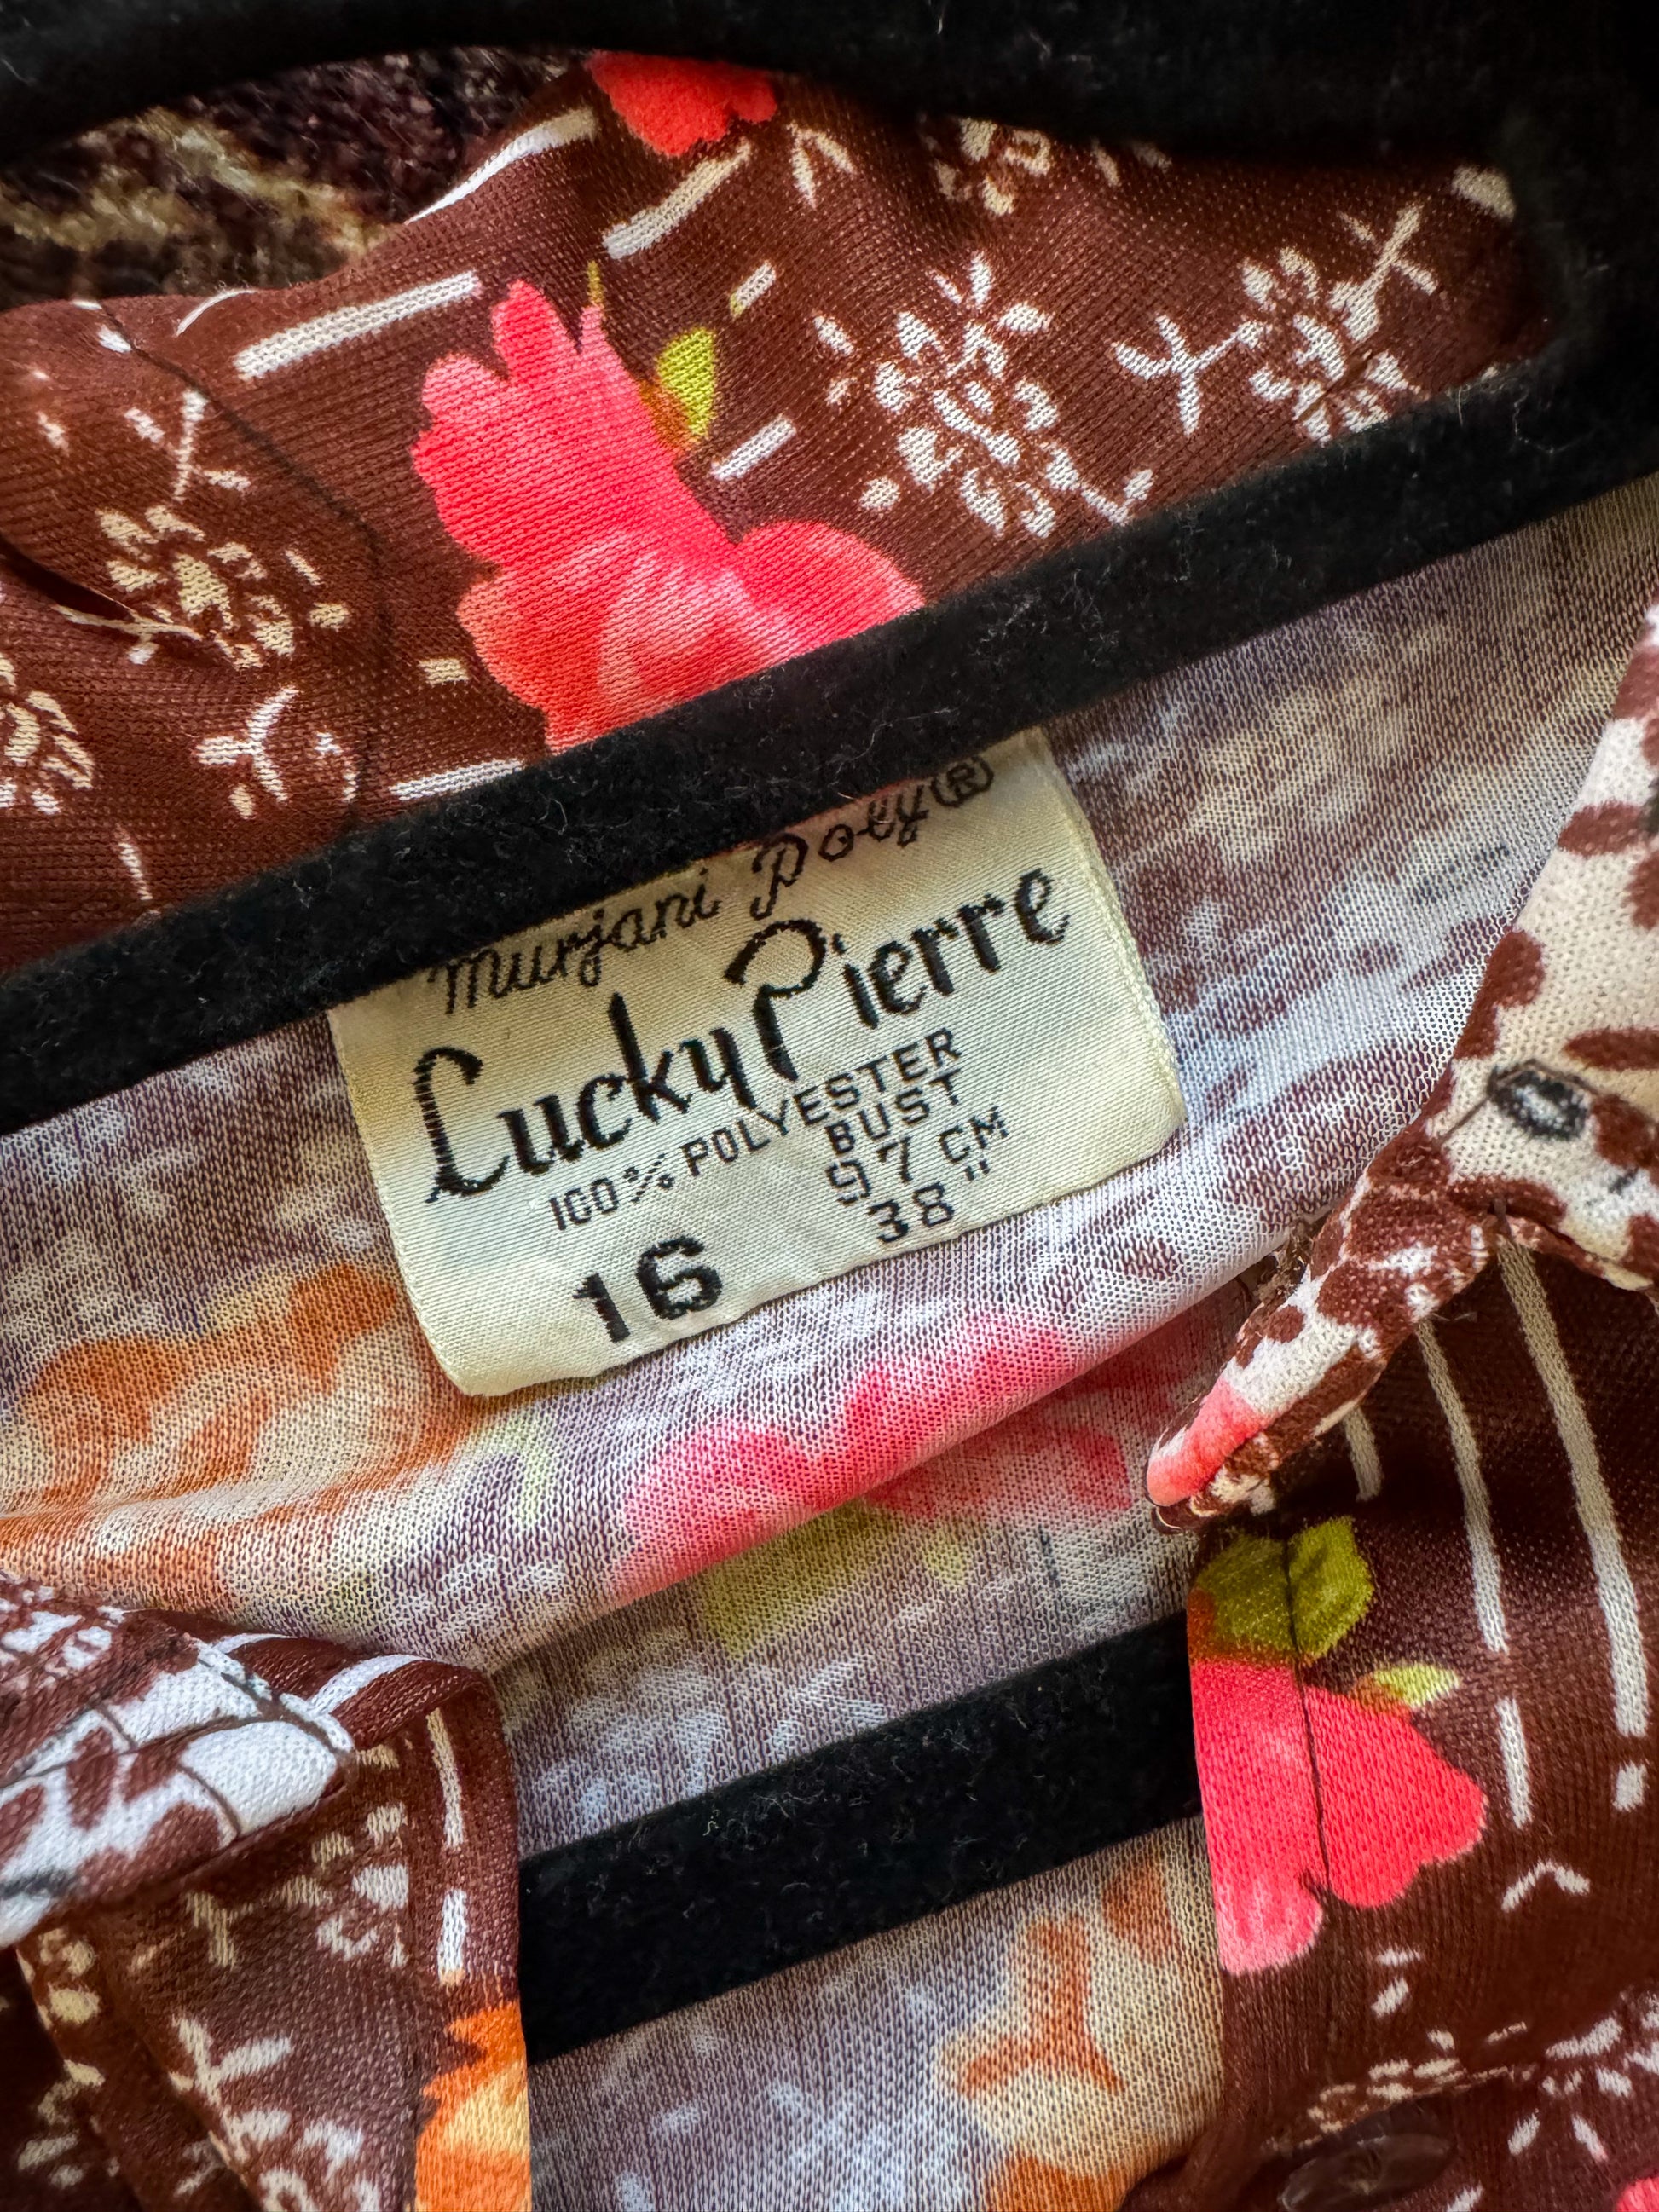 Murjani Poly®
Lucky Pierre
100% POLYESTER
BUST
97 CM
38"
16